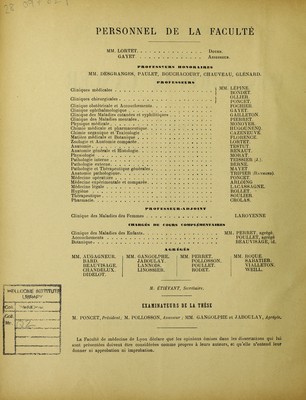 PERSONNEL DE LA FACULTÉ
MM. LORTET. . . . . . . . . . . . . . . Doyen.
GAYET. . . . . . . . . . . . . . . Assesseur.
PROFESSEURS HONORAIRES
MM. DESGRANGES, PAULET, BOUCHACOURT, CHAUVEAU, GLÉNARD.
PROFESSEURS
Cliniques médicales . . . . . . MM. LÉPINE.
BONDET
Cliniques chirurgicales . . . . . . OLLIER
PONCET
Clinique obstétricale et Accouchements . . . . . . FOCHIER.
Clinique ophthalmologique . . . . . . GAYET.
Clinique des Maladies cutanées et syphilitiques . . . . . . GAILLETON.
Clinique des Maladies mentales . . . . . . PIERRET.
Physique médicale . . . . . . MONOYER.
Chimie médicale et pharmaceutique . . . . . . HUGOUNENQ.
Chimie organique et Toxicologie . . . . . . CAZENEUVE.
Matière médicale et Botanique . . . . . . FLORENCE
Zoologie et Anatomie comparée . . . . . . LORTET.
Anatomie . . . . . . TESTUT.
Anatomie générale et Histologie . . . . . . RENAUT.
Physiologie . . . . . . MORAT
Pathologie interne . . . . . . TEISSIER (J.)
Pathologie externe . . . . . . BERNE.
Pathologie et Thérapeutique générales . . . . . . MAYET
Anatomie pathologique . . . . . . TRIPIER (Raymond)
Médecine opératoire . . . . . . PONCET
Médecine expérimentale et comparée . . . . . . ARLOING
Médecine légale . . . . . . LACASSAGNE.
Hygiène . . . . . . ROLLET
Thérapeutique . . . . . . SOULIER
Pharmacie . . . . . . CROLAS.
PROFESSEUR-ADJOINT
Clinique des Maladies des Femmes . . . . . . LAROYENNE
CHARGÉS DE COURS COMPLÉMENTAIRES
Clinique des Maladies des Enfants . . . . . . MM. PERRET, agrégé
Accouchements . . . . . . POULLET, agrégé
Botanique . . . . . . BEAUVISAGE, id.
AGRÉGÉS
MM. AUGAGNEUR. MM. GANGOLPHE. MM PERRET. MM. ROQUE.
BARD. JABOULAY. POLLOSSON. SABATIER.
BEAUVISAGE. LANNOIS. POULLET. VIALLETON.
CHANDELUX. LINOSSIER. RODET. WEILL.
DIDELOT.
M. ÉTIÉVANT, Secrétaire.
EXAMINATEURS DE LA THÈSE
M. PONCET, Président, M. POLLOSSON, Assesseur ; MM. GANGOLPHE et JABOULAY, Agrégés.
La Faculté de médecine de Lyon déclare que les opinions émises dans les dissertations qui lui
sont présentées doivent être considérées comme propres à leurs auteurs, et qu'elle n'entend leur
donner ni approbation ni improbation.
WELLCOME INSTITUTE
LIBRARY
Coll.